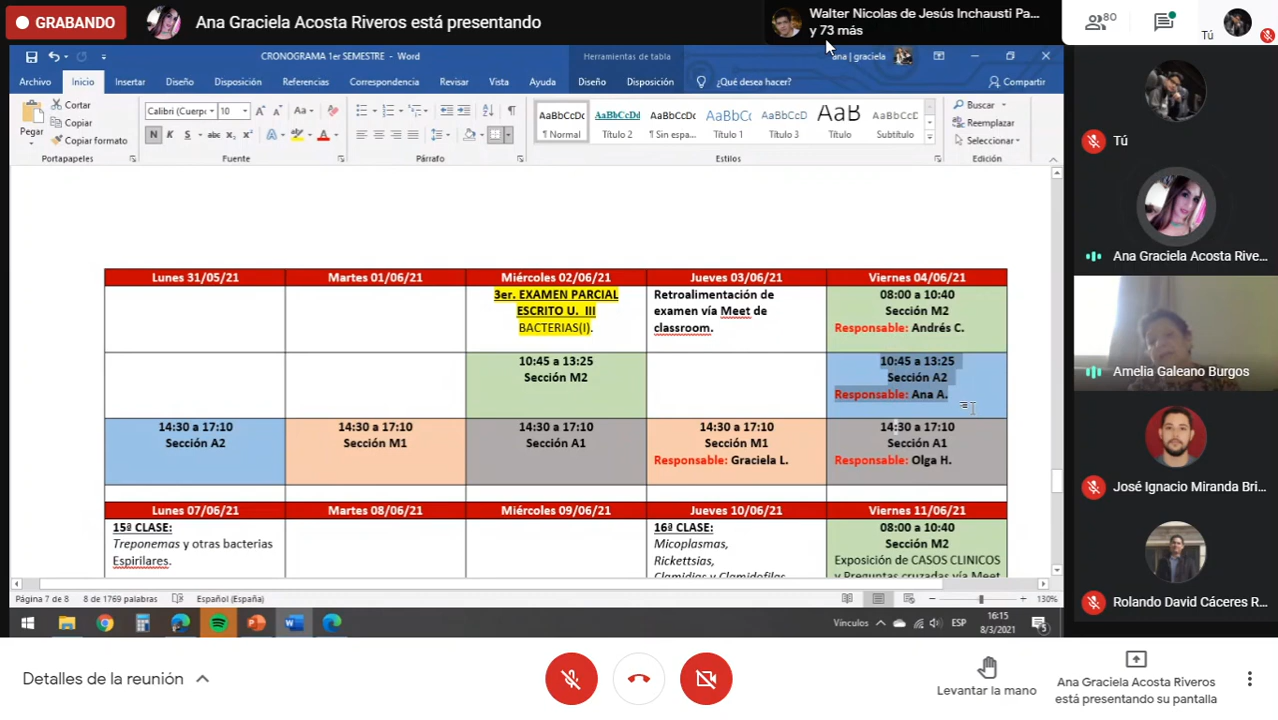 GRABANDO
Ana Graciela Acosta Riveros está presentando
Walter Nicolas de Jesús Inchausti Pa...
y 73 más
80
Tú
CRONOGRAMA 1er SEMESTRE - Word
Herramientas de tabla
ana | graciela
Archivo
Inicio
Insertar
Diseño
Disposición
Referencias
Correspondencia
Revisar
Vista
Ayuda
Diseño
Disposición
¿Qué desea hacer?
Compartir
Pegar
Cortar
Copiar
Copiar formato
Portapapeles
Calibri (Cuerpo
10
N K S abc x₂ x²
Fuente
Párrafo
AaBbCcDc
¶ Normal
AaBbCcD
Título 2
AaBbCcDc
¶ Sin espa...
AaBbCc
Título 1
AaBbCcD
Título 3
AaB
Título
AaBbCcD
Subtítulo
Estilos
Buscar
Reemplazar
Seleccionar
Edición
Lunes 31/05/21
Martes 01/06/21
Miércoles 02/06/21
Jueves 03/06/21
Viernes 04/06/21
3er. EXAMEN PARCIAL
ESCRITO U. III
BACTERIAS(I).
Retroalimentación de
examen vía Meet de
classroom.
08:00 a 10:40
Sección M2
Responsable: Andrés C.
10:45 a 13:25
Sección M2
10:45 a 13:25
Sección A2
Responsable: Ana A.
14:30 a 17:10
Sección A2
14:30 a 17:10
Sección M1
14:30 a 17:10
Sección A1
14:30 a 17:10
Sección M1
Responsable: Graciela L.
14:30 a 17:10
Sección A1
Responsable: Olga H.
Lunes 07/06/21
Martes 08/06/21
Miércoles 09/06/21
Jueves 10/06/21
Viernes 11/06/21
15ª CLASE:
Treponemas y otras bacterias
Espirilares.
16ª CLASE:
Micoplasmas,
Rickettsias,
Clamidias y Clamidofilas
08:00 a 10:40
Sección M2
Exposición de CASOS CLINICOS
y Preguntas cruzadas vía Meet
Página 7 de 8
8 de 1769 palabras
Español (España)
130%
Vínculos
ESP
16:15
8/3/2021
5
Tú
Ana Graciela Acosta Rive...
Amelia Galeano Burgos
José Ignacio Miranda Bri...
Rolando David Cáceres R...
Detalles de la reunión
Levantar la mano
Ana Graciela Acosta Riveros
está presentando su pantalla